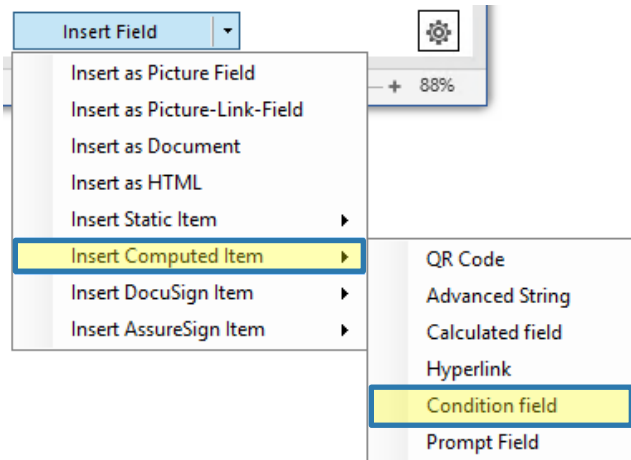 Insert Field
Insert as Picture Field
88%
Insert as Picture-Link-Field
Insert as Document
Insert as HTML
Insert Static Item
Insert Computed Item
Insert DocuSign Item
Insert AssureSign Item
QR Code
Advanced String
Calculated field
Hyperlink
Condition field
Prompt Field